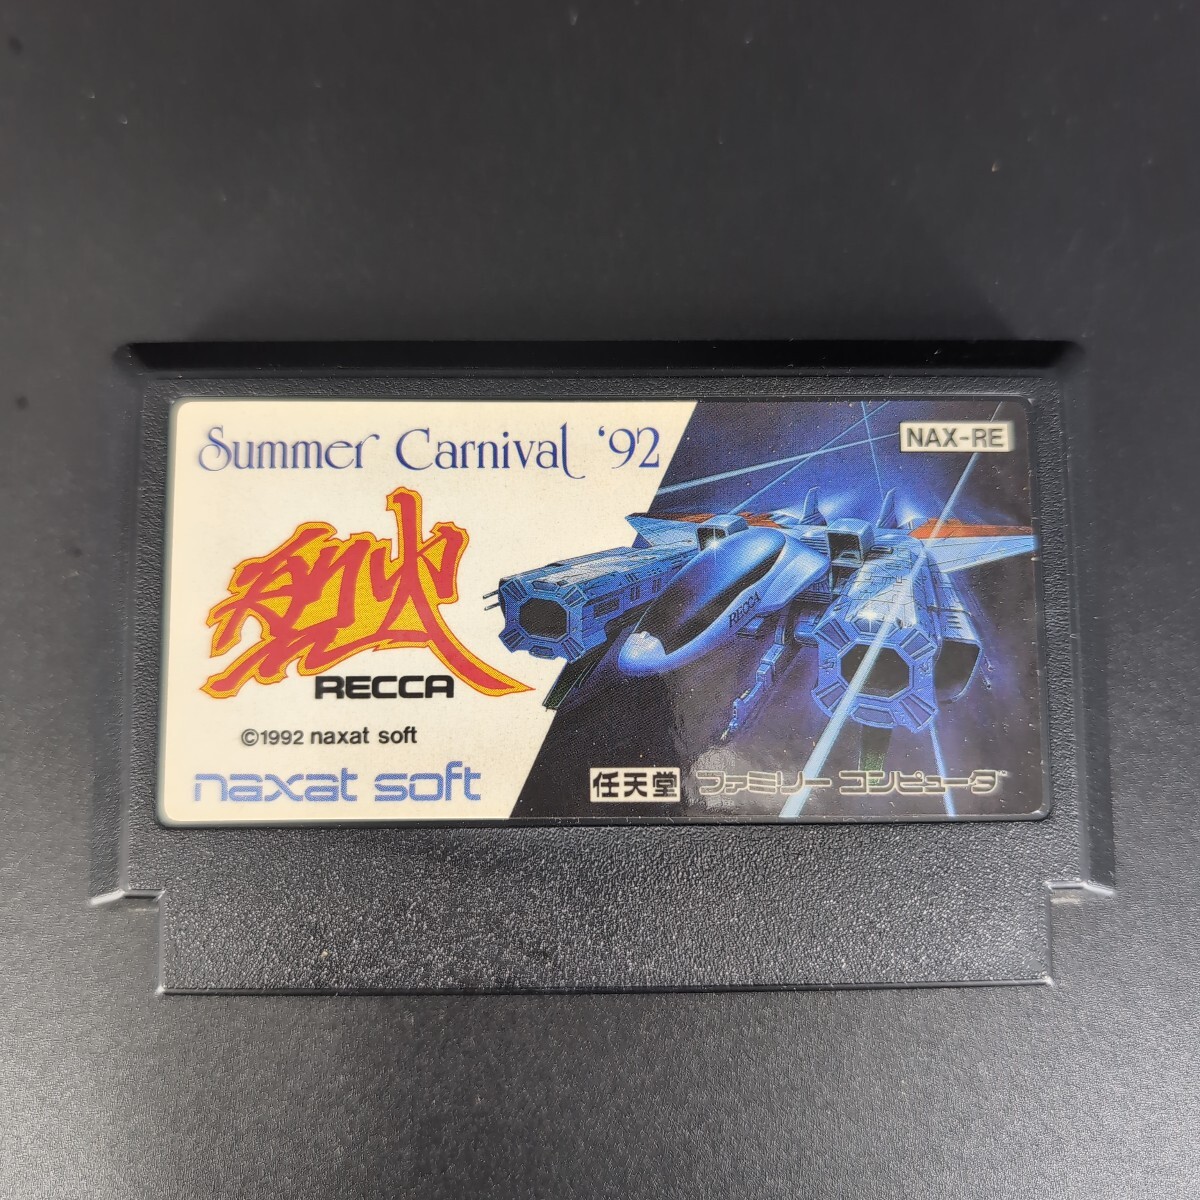 Summer Carnival '92
NAX-RE
烈火
RECCA
RECCA
©1992 naxat soft
naxat soft
任天堂 ファミリーコンピュータ